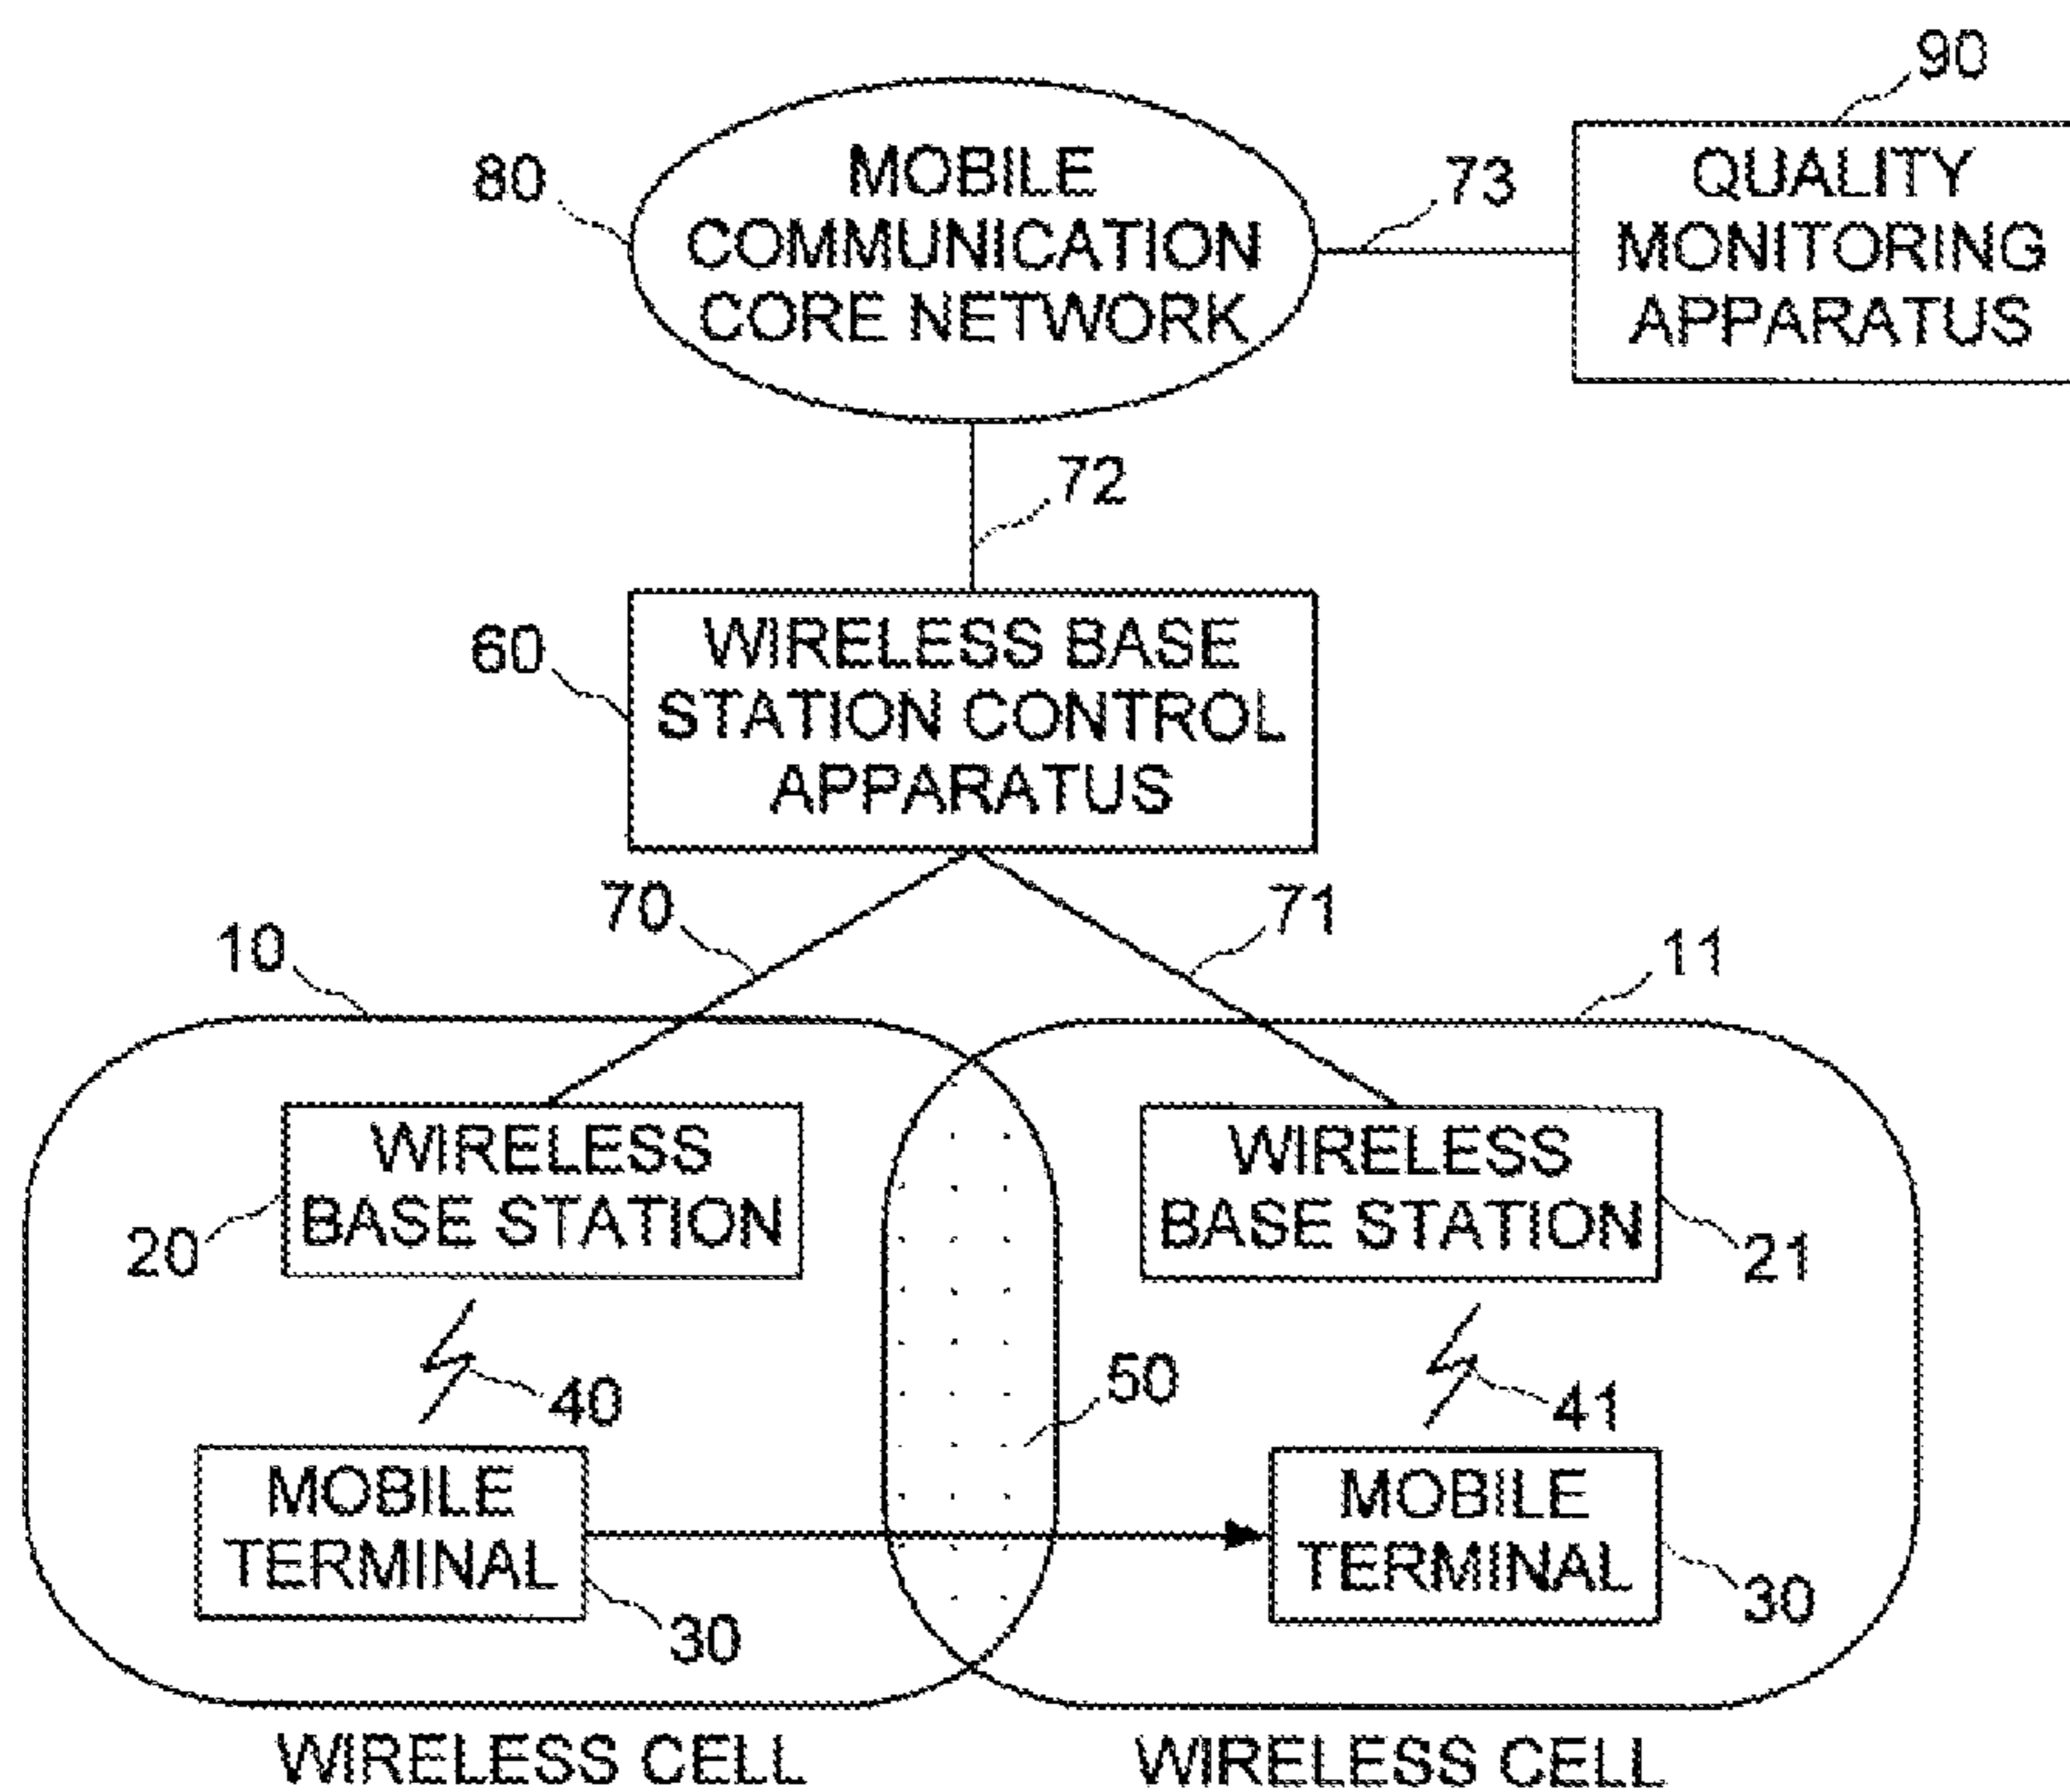 90
80
MOBILE
COMMUNICATION
CORE NETWORK
73
QUALITY
MONITORING
APPARATUS
72
60
WIRELESS BASE
STATION CONTROL
APPARATUS
70
71
10
11
WIRELESS
BASE STATION
20
WIRELESS
BASE STATION
21
40
50
41
MOBILE
TERMINAL
30
MOBILE
TERMINAL
30
WIRELESS CELL
WIRELESS CELL